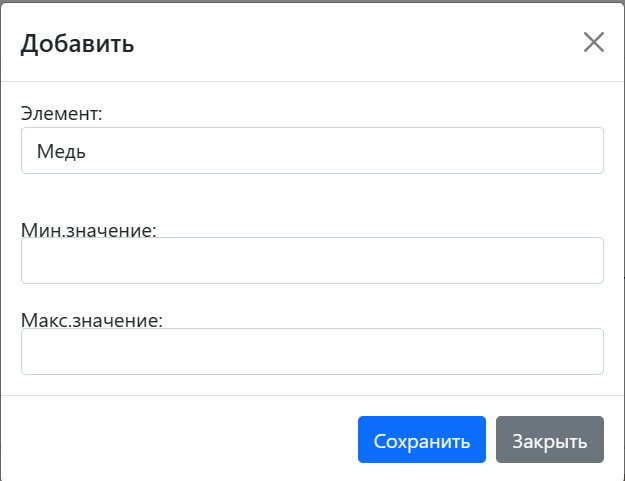 Добавить
Элемент:
Медь
Мин.значение:
Макс.значение:
Сохранить
Закрыть